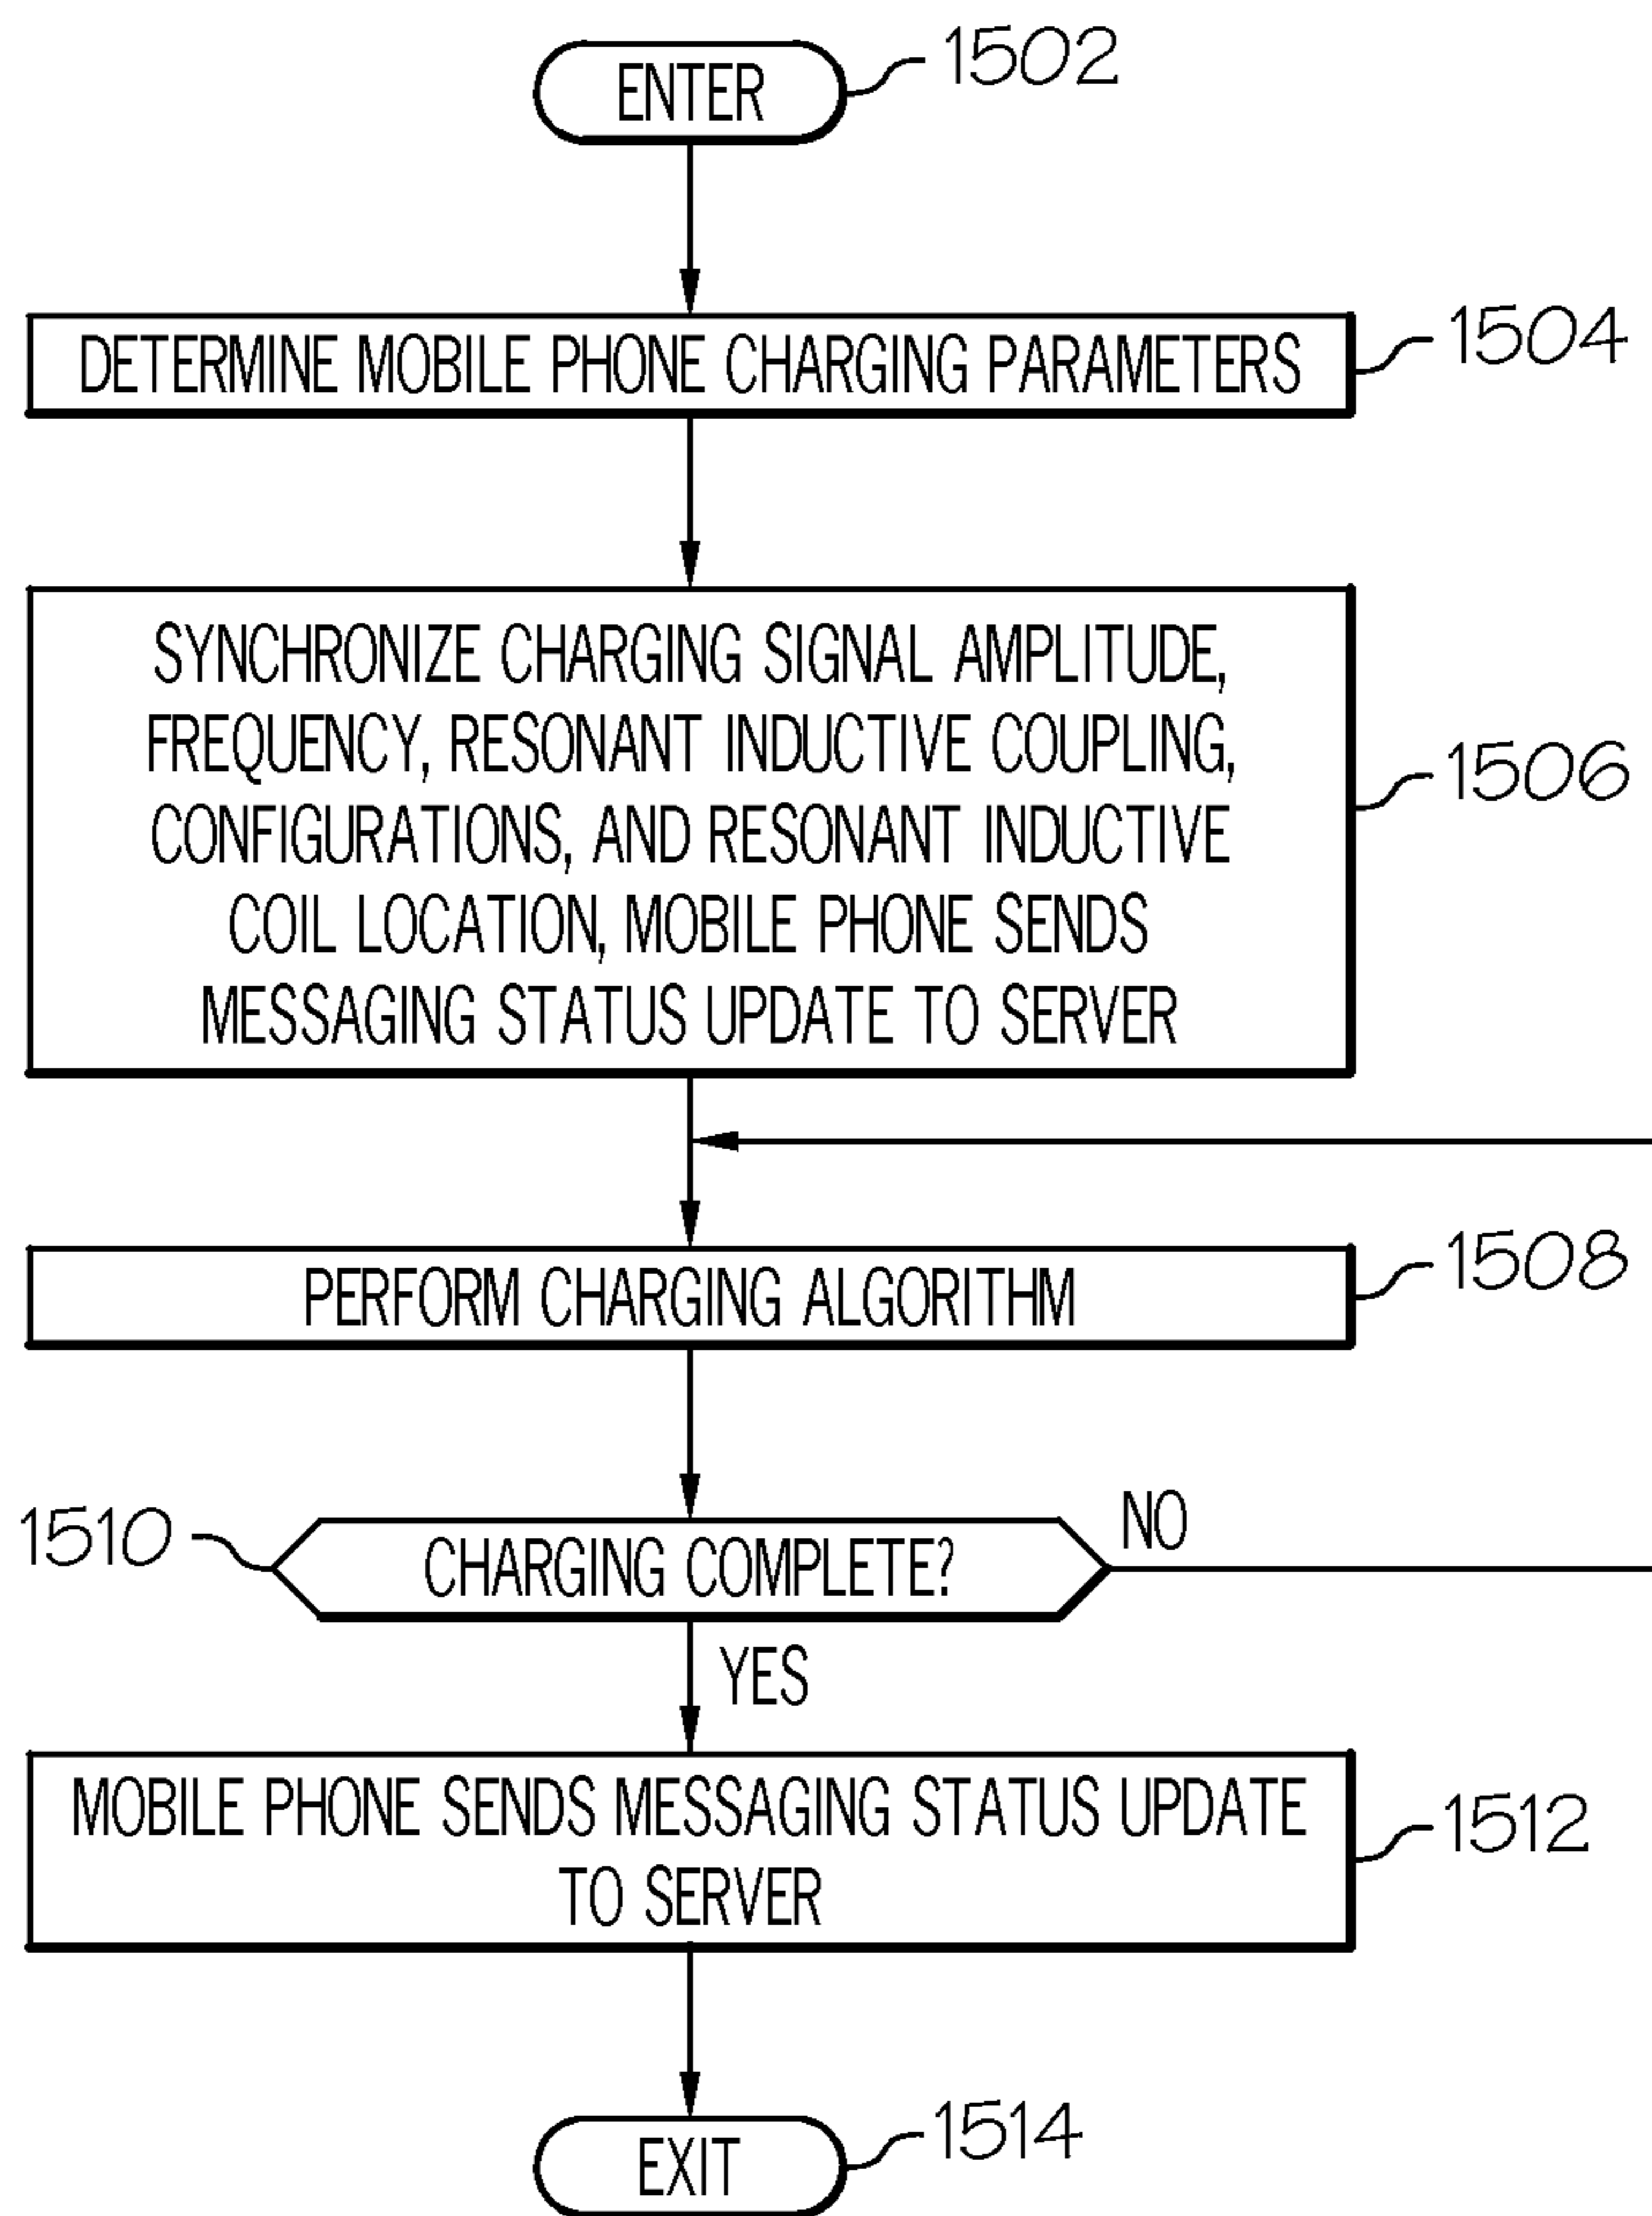 ENTER
1502
DETERMINE MOBILE PHONE CHARGING PARAMETERS
1504
SYNCHRONIZE CHARGING SIGNAL AMPLITUDE,
FREQUENCY, RESONANT INDUCTIVE COUPLING,
CONFIGURATIONS, AND RESONANT INDUCTIVE
COIL LOCATION, MOBILE PHONE SENDS
MESSAGING STATUS UPDATE TO SERVER
1506
PERFORM CHARGING ALGORITHM
1508
1510
CHARGING COMPLETE?
NO
YES
MOBILE PHONE SENDS MESSAGING STATUS UPDATE
TO SERVER
1512
EXIT
1514